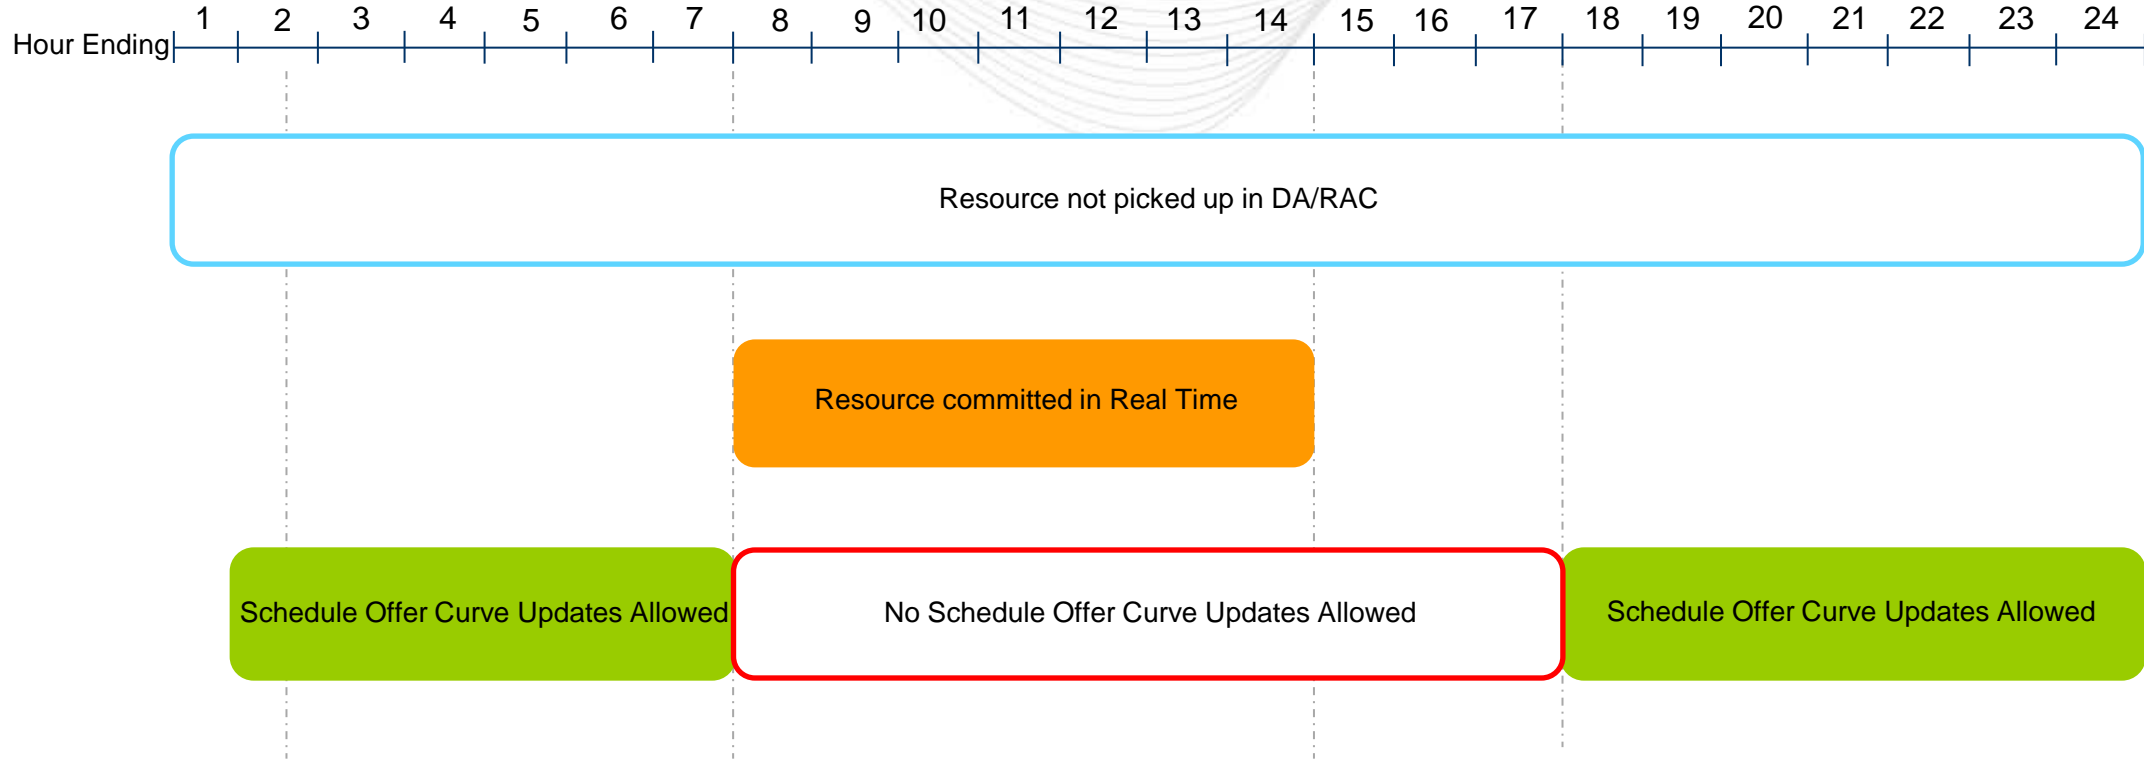 Hour Ending 1 2 3 4 5 6 7 8 9 10 11 12 13 14 15 16 17 18 19 20 21 22 23 24
Resource not picked up in DA/RAC
Resource committed in Real Time
Schedule Offer Curve Updates Allowed
No Schedule Offer Curve Updates Allowed
Schedule Offer Curve Updates Allowed